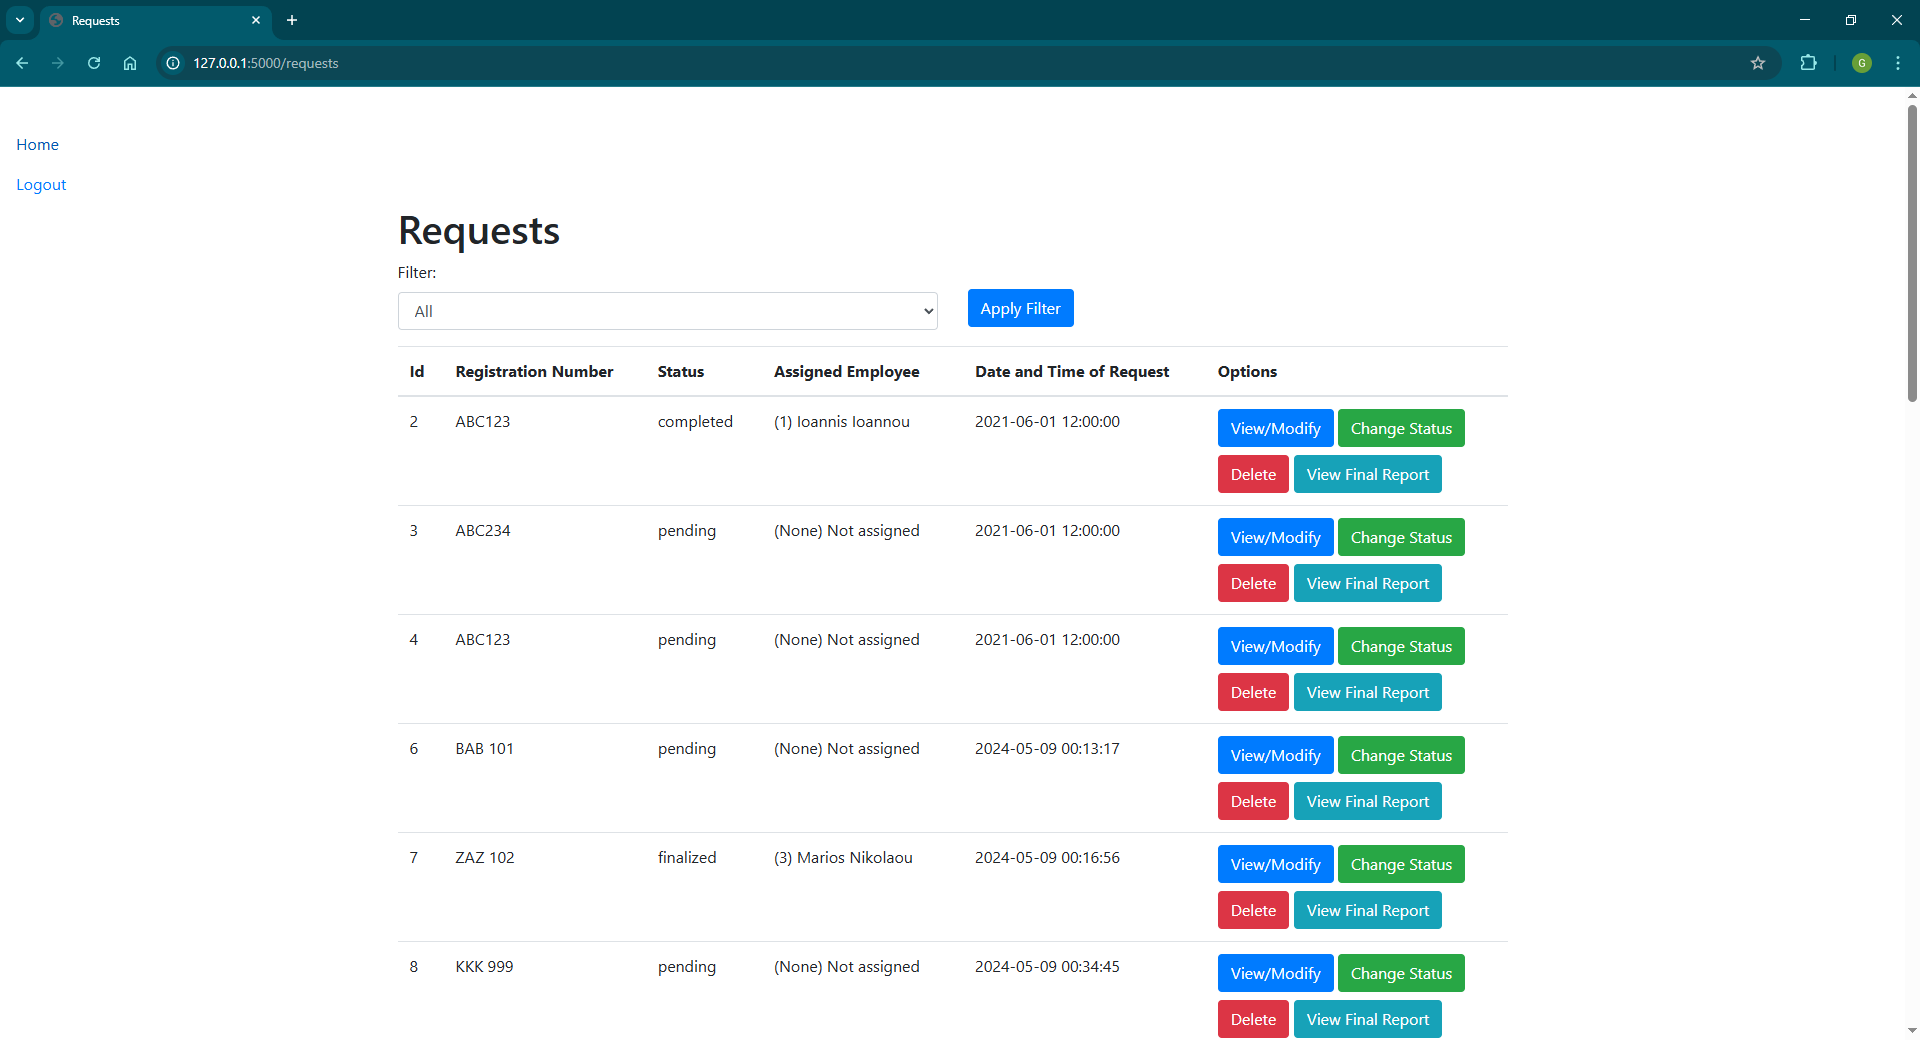 Requests
127.0.0.1:5000/requests
G
Home
Logout
Requests
Filter:
All
Apply Filter
Id Registration Number Status Assigned Employee Date and Time of Request Options
2 ABC123 completed (1) Ioannis Ioannou 2021-06-01 12:00:00 View/Modify Change Status
Delete View Final Report
3 ABC234 pending (None) Not assigned 2021-06-01 12:00:00 View/Modify Change Status
Delete View Final Report
4 ABC123 pending (None) Not assigned 2021-06-01 12:00:00 View/Modify Change Status
Delete View Final Report
6 BAB 101 pending (None) Not assigned 2024-05-09 00:13:17 View/Modify Change Status
Delete View Final Report
7 ZAZ 102 finalized (3) Marios Nikolaou 2024-05-09 00:16:56 View/Modify Change Status
Delete View Final Report
8 KKK 999 pending (None) Not assigned 2024-05-09 00:34:45 View/Modify Change Status
Delete View Final Report